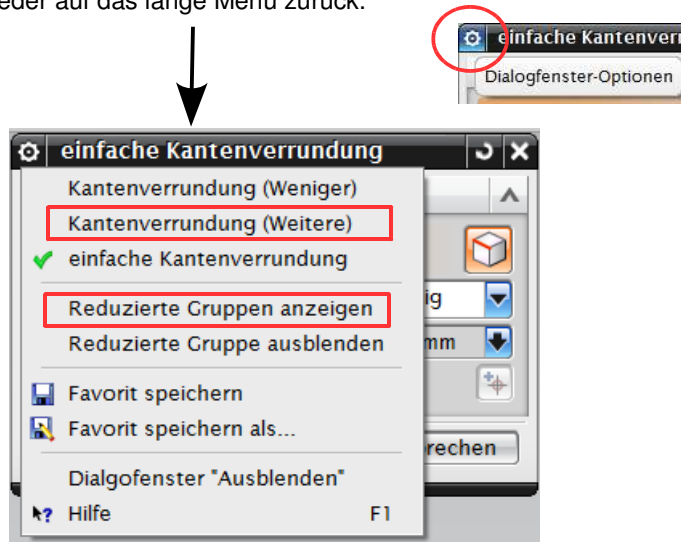 eder auf das lange Menü zurück.
einfache Kantenverr
Dialogfenster-Optionen
einfache Kantenverrundung
Kantenverrundung (Weniger)
Kantenverrundung (Weitere)
einfache Kantenverrundung
Reduzierte Gruppen anzeigen
ig
Reduzierte Gruppe ausblenden
mm
Favorit speichern
Favorit speichern als...
rechen
Dialgofenster "Ausblenden"
Hilfe F1